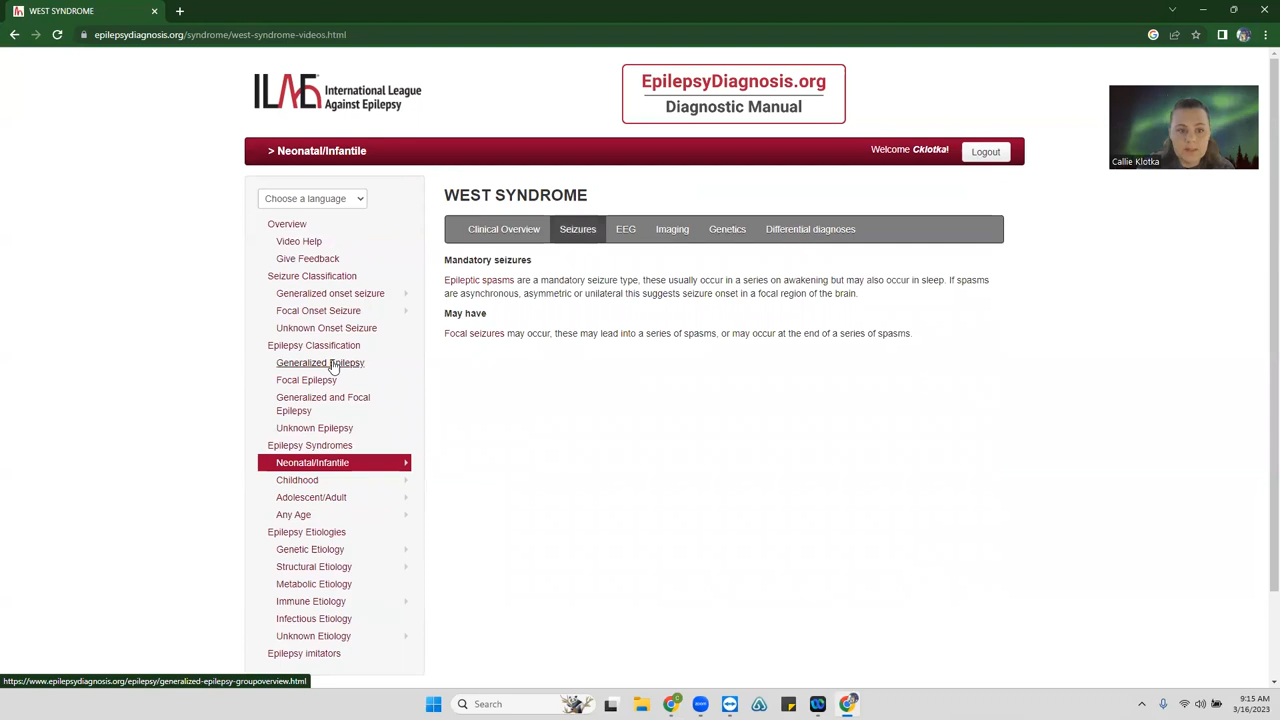 WEST SYNDROME
epilepsydiagnosis.org/syndrome/west-syndrome-videos.html
ILAE International League
Against Epilepsy
EpilepsyDiagnosis.org
Diagnostic Manual
> Neonatal/Infantile
Welcome Cklotka!
Logout
Callie Klotka
Choose a language
Overview
Video Help
Give Feedback
Seizure Classification
Generalized onset seizure
Focal Onset Seizure
Unknown Onset Seizure
Epilepsy Classification
Generalized Epilepsy
Focal Epilepsy
Generalized and Focal
Epilepsy
Unknown Epilepsy
Epilepsy Syndromes
Neonatal/Infantile
Childhood
Adolescent/Adult
Any Age
Epilepsy Etiologies
Genetic Etiology
Structural Etiology
Metabolic Etiology
Immune Etiology
Infectious Etiology
Unknown Etiology
Epilepsy imitators
WEST SYNDROME
Clinical Overview Seizures EEG Imaging Genetics Differential diagnoses
Mandatory seizures
Epileptic spasms are a mandatory seizure type, these usually occur in a series on awakening but may also occur in sleep. If spasms
are asynchronous, asymmetric or unilateral this suggests seizure onset in a focal region of the brain.
May have
Focal seizures may occur, these may lead into a series of spasms, or may occur at the end of a series of spasms.
https://www.epilepsydiagnosis.org/epilepsy/generalized-epilepsy-groupoverview.html
Search
9:15 AM
3/16/2023